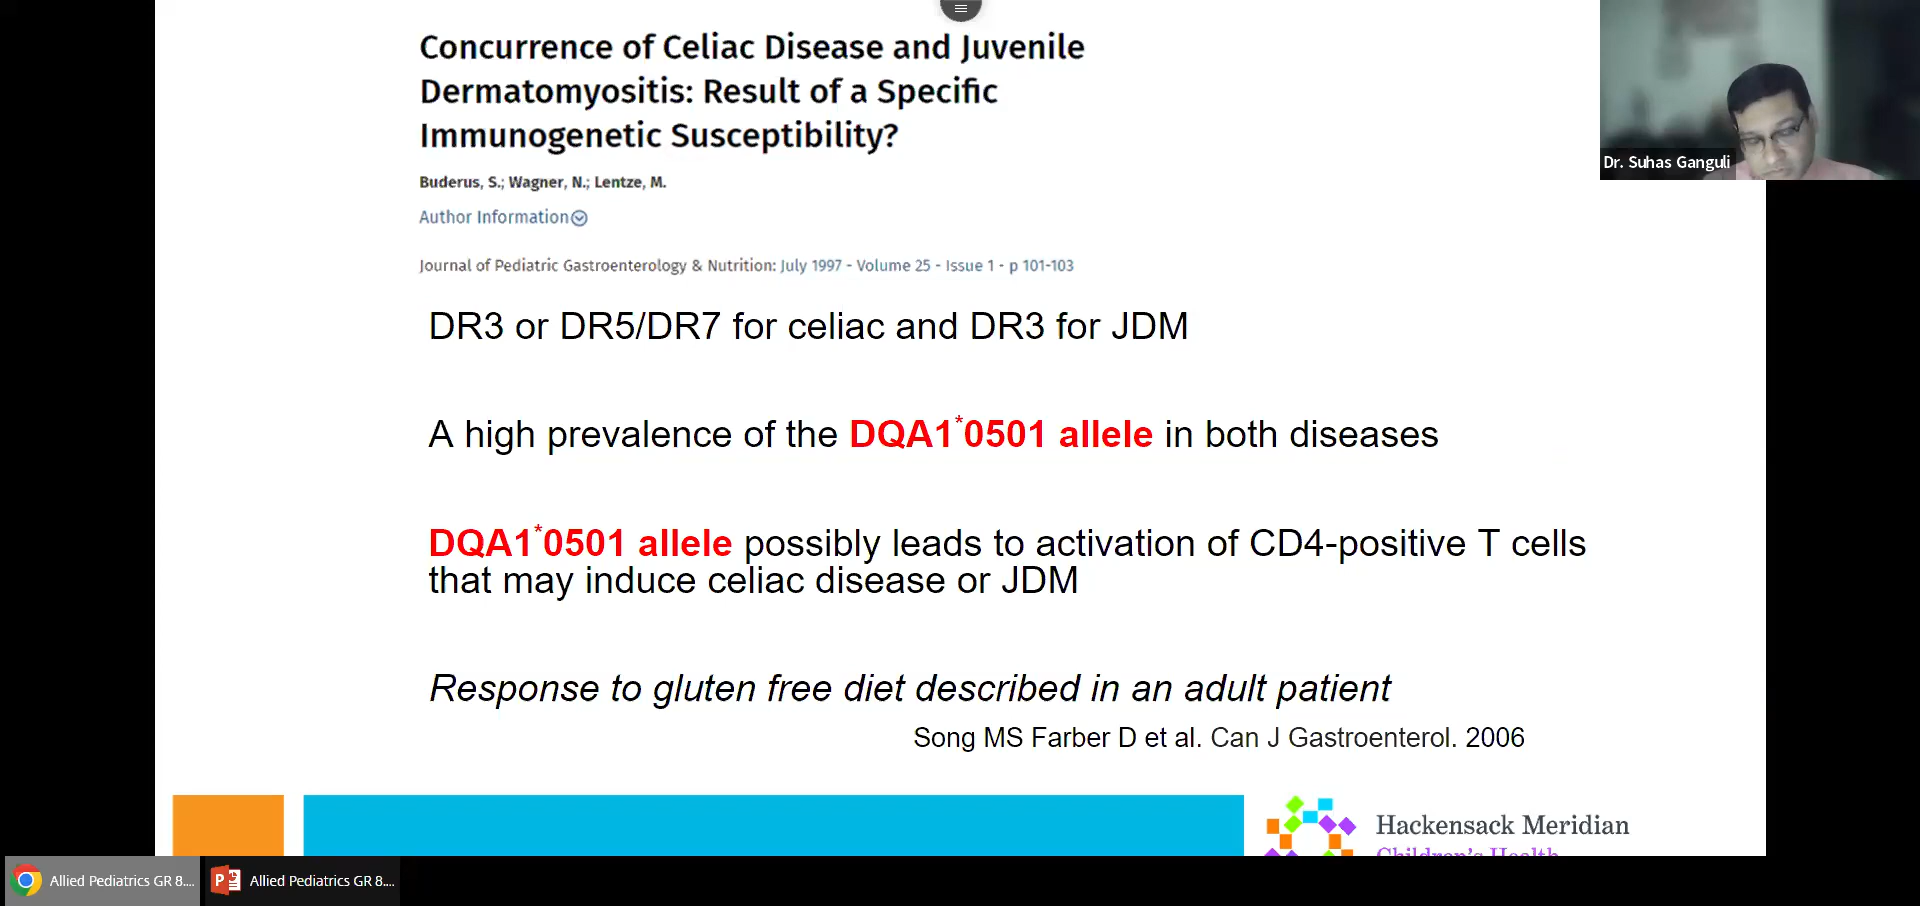 Concurrence of Celiac Disease and Juvenile
Dermatomyositis: Result of a Specific
Immunogenetic Susceptibility?
Buderus, S.; Wagner, N.; Lentze, M.
Author Information
Journal of Pediatric Gastroenterology & Nutrition: July 1997 - Volume 25 - Issue 1 - p 101-103
DR3 or DR5/DR7 for celiac and DR3 for JDM
A high prevalence of the DQA1*0501 allele in both diseases
DQA1*0501 allele possibly leads to activation of CD4-positive T cells
that may induce celiac disease or JDM
Response to gluten free diet described in an adult patient
Song MS Farber D et al. Can J Gastroenterol. 2006
Dr. Suhas Ganguli
Hackensack Meridian
Children's Health
Allied Pediatrics GR 8....
Allied Pediatrics GR 8....